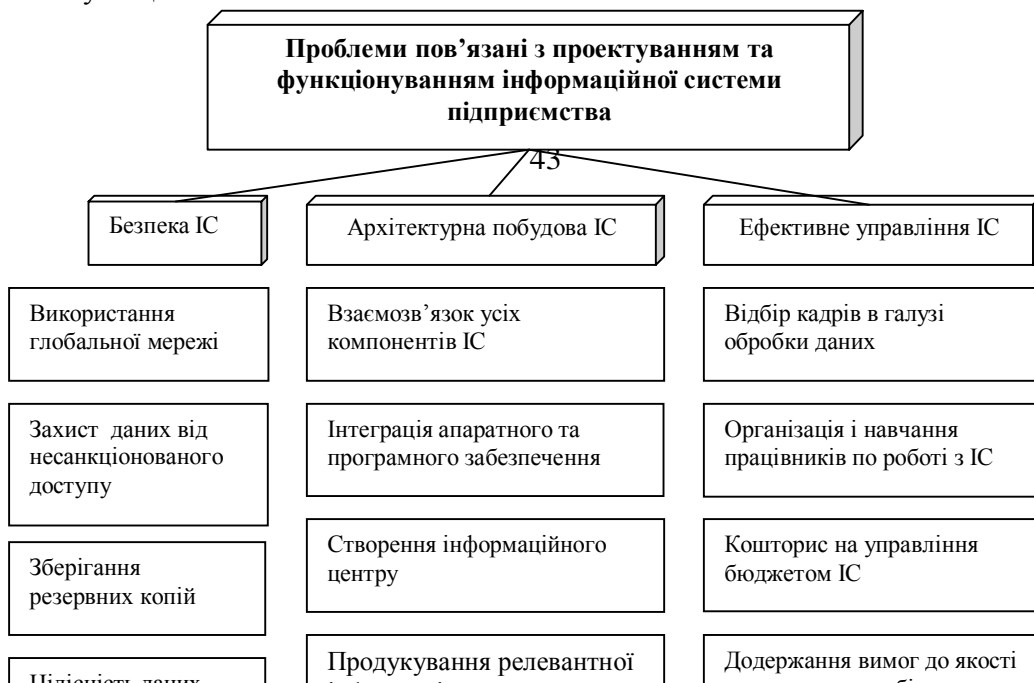 Проблеми пов’язані з проектуванням та
функціонуванням інформаційної системи
підприємства
43
Безпека ІС
Архітектурна побудова ІС
Ефективне управління ІС
Використання
глобальної мережі
Взаємозв’язок усіх
компонентів ІС
Відбір кадрів в галузі
обробки даних
Захист даних від
несанкціонованого
доступу
Інтеграція апаратного та
програмного забезпечення
Організація і навчання
працівників по роботі з ІС
Зберігання
резервних копій
Створення інформаційного
центру
Кошторис на управління
бюджетом ІС
Цілісність даних
Продукування релевантної
Додержання вимог до якості